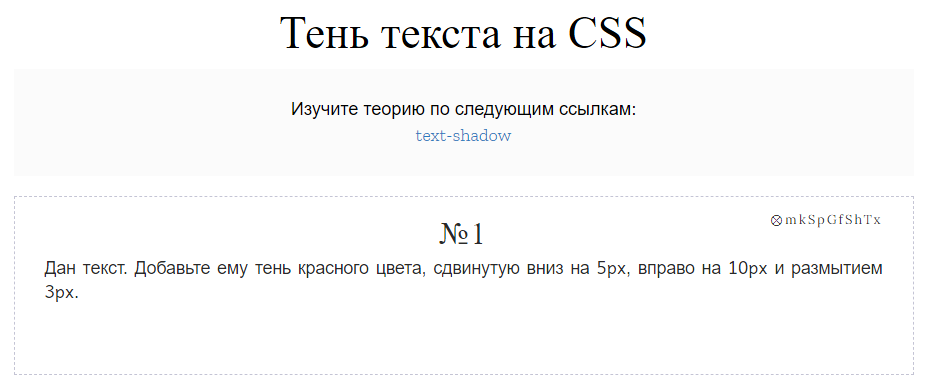 Тень текста на CSS
Изучите теорию по следующим ссылкам:
text-shadow
⊗mkSpGfShTx
№1
Дан текст. Добавьте ему тень красного цвета, сдвинутую вниз на 5px, вправо на 10px и размытием
3px.